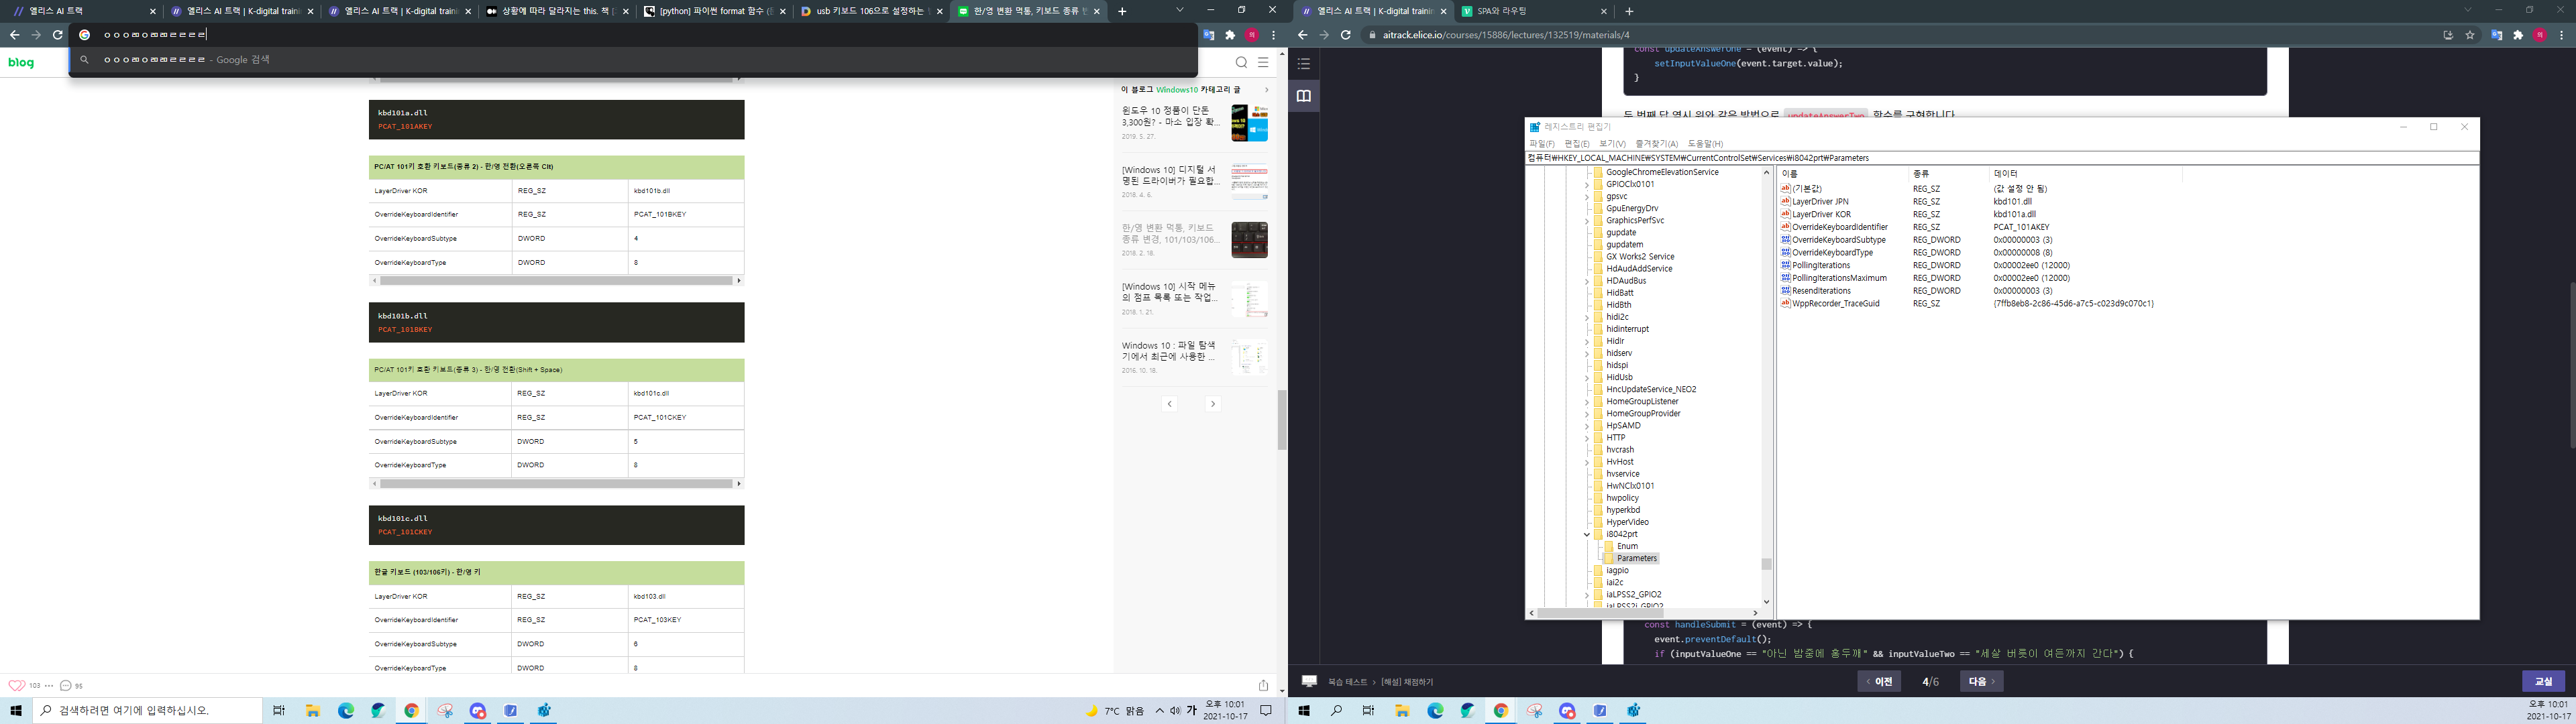 앨리스 AI 트랙
앨리스 AI 트랙 | K-digital traini
앨리스 AI 트랙 | K-digital traini
상황에 따라 달라지는 this. 책 [
[python] 파이썬 format 함수 (
usb 키보드 106으로 설정하는
한/영 변환 먹통, 키보드 종류 변
- Google 검색
blog
kbd101a.dll
PCAT_101AKEY
PC/AT 101키 호환 키보드(종류 2) - 한/영 전환(오른쪽 Clt)
LayerDriver KOR REG_SZ kbd101b.dll
OverrideKeyboardIdentifier REG_SZ PCAT_101BKEY
OverrideKeyboardSubtype DWORD 4
OverrideKeyboardType DWORD 8
kbd101b.dll
PCAT_101BKEY
PC/AT 101키 호환 키보드(종류 3) - 한/영 전환(Shift + Space)
LayerDriver KOR REG_SZ kbd101c.dll
OverrideKeyboardIdentifier REG_SZ PCAT_101CKEY
OverrideKeyboardSubtype DWORD 5
OverrideKeyboardType DWORD 8
kbd101c.dll
PCAT_101CKEY
한글 키보드 (103/106키) - 한/영 키
LayerDriver KOR REG_SZ kbd103.dll
OverrideKeyboardIdentifier REG_SZ PCAT_103KEY
OverrideKeyboardSubtype DWORD 6
OverrideKeyboardType DWORD 8
103
95
이 블로그 Windows10 카테고리 글
윈도우 10 정품이 단돈
3,300원? - 마소 입장 확...
2019. 5. 27.
[Windows 10] 디지털 서
명된 드라이버가 필요합...
2018. 4. 6.
한/영 변환 먹통, 키보드
종류 변경, 101/103/106...
2018. 2. 18.
[Windows 10] 시작 메뉴
의 점프 목록 또는 작업...
2018. 1. 21.
Windows 10 : 파일 탐색
기에서 최근에 사용한 ...
2016. 10. 18.
검색하려면 여기에 입력하십시오.
7°C 맑음
가
오후 10:01
2021-10-17
앨리스 AI 트랙 | K-digital trainin
SPA와 라우팅
aitrack.elice.io/courses/15886/lectures/132519/materials/4
const updateAnswerOne = (event) => {
setInputValueOne(event.target.value);
}
두 번째 답 역시 위와 같은 방법으로 updateAnswerTwo 함수를 구현합니다.
레지스트리 편집기
파일(F) 편집(E) 보기(V) 즐겨찾기(A) 도움말(H)
컴퓨터\HKEY_LOCAL_MACHINE\SYSTEM\CurrentControlSet\Services\i8042prt\Parameters
GoogleChromeElevationService
GPIOClx0101
gpsvc
GpuEnergyDrv
GraphicsPerfSvc
gupdate
gupdatem
GX Works2 Service
HdAudAddService
HDAudBus
HidBatt
HidBth
hidi2c
hidinterrupt
HidIr
hidserv
hidspi
HidUsb
HncUpdateService_NEO2
HomeGroupListener
HomeGroupProvider
HpSAMD
HTTP
hvcrash
HvHost
hvservice
HwNClx0101
hwpolicy
hyperkbd
HyperVideo
i8042prt
Enum
Parameters
iagpio
iai2c
iaLPSS2_GPIO2
iaLPSS2i_GPIO2
이름 종류 데이터
(기본값) REG_SZ (값 설정 안 됨)
LayerDriver JPN REG_SZ kbd101.dll
LayerDriver KOR REG_SZ kbd101a.dll
OverrideKeyboardIdentifier REG_SZ PCAT_101AKEY
OverrideKeyboardSubtype REG_DWORD 0x00000003 (3)
OverrideKeyboardType REG_DWORD 0x00000008 (8)
PollingIterations REG_DWORD 0x00002ee0 (12000)
PollingIterationsMaximum REG_DWORD 0x00002ee0 (12000)
ResendIterations REG_DWORD 0x00000003 (3)
WppRecorder_TraceGuid REG_SZ {7ffb8eb8-2c86-45d6-a7c5-c023d9c070c1}
const handleSubmit = (event) => {
event.preventDefault();
if (inputValueOne == "아닌 밤중에 홍두깨" && inputValueTwo == "세살 버릇이 여든까지 간다") {
복습 테스트 > [해설] 채점하기
이전
4/6
다음
교실
오후 10:01
2021-10-17